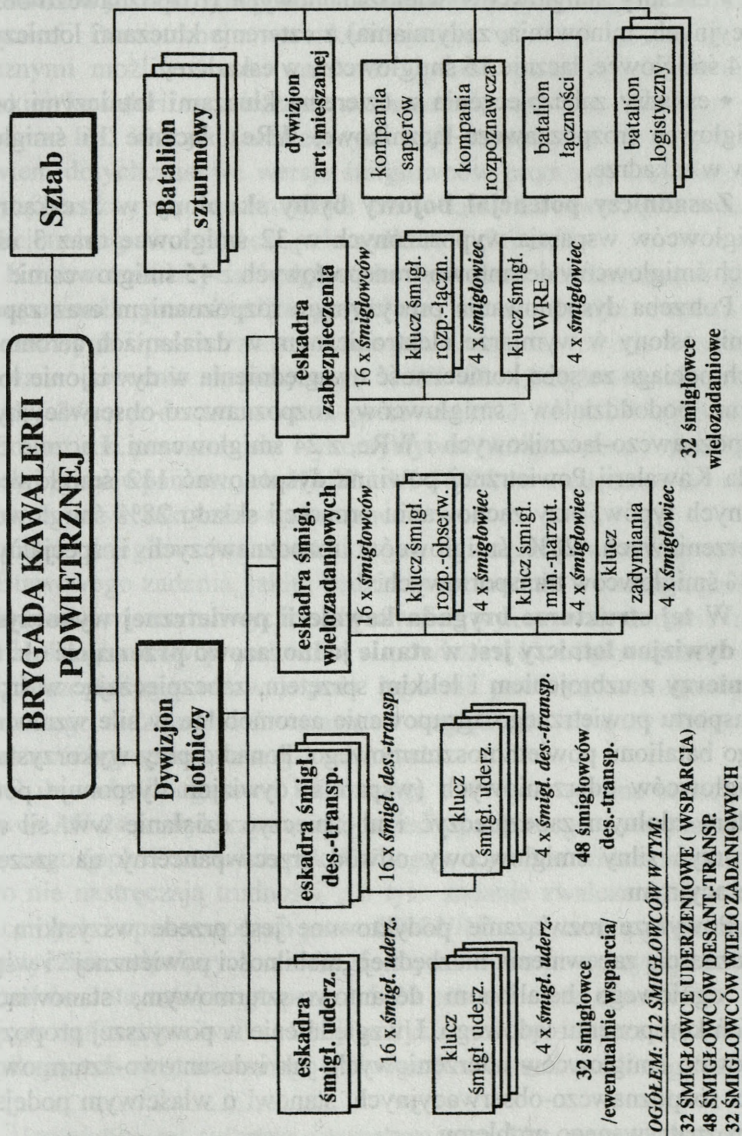 BRYGADA KAWALERII
POWIETRZNEJ
Sztab
Dywizjon
lotniczy
Batalion
szturmowy
eskadra
śmigł uderz.
16 x śmigł uderz.
klucz
śmigł uderz.
4 x śmigł uderz.
32 śmigłowce
/ewentualnie wsparcia/
eskadra śmigł.
des.-transp.
16 x śmigł des.-transp.
klucz
śmigł uderz.
4 śmigł. des.-transp.
48 śmigłowców
des.-transp.
eskadra śmigł.
wielozadaniowych
16 x śmigłowców
klucz śmigł.
rozp.-obserw.
4 x śmigłowiec
klucz śmigł.
min.-narzut.
4 x śmigłowiec
klucz
zadymiania
4 x śmigłowiec
eskadra
zabezpieczenia
16 x śmigłowców
klucz śmigł.
rozp.-łączn.
4 x śmigłowiec
klucz śmigł.
WRE
4 x śmigłowiec
32 śmigłowce
wielozadaniowe
dywizjon
art. mieszanej
kompania
saprów
kompania
rozpoznawcza
batalion
łączności
batalion
logistyczny
OGÓŁEM: 112 ŚMIGŁOWCÓW W TYM:
32 ŚMIGŁOWCE UDERZENIOWE (WSPARCIA)
48 ŚMIGŁOWCÓW DESANT.-TRANSP.
32 ŚMIGŁOWCÓW WIELOZADANIOWYCH